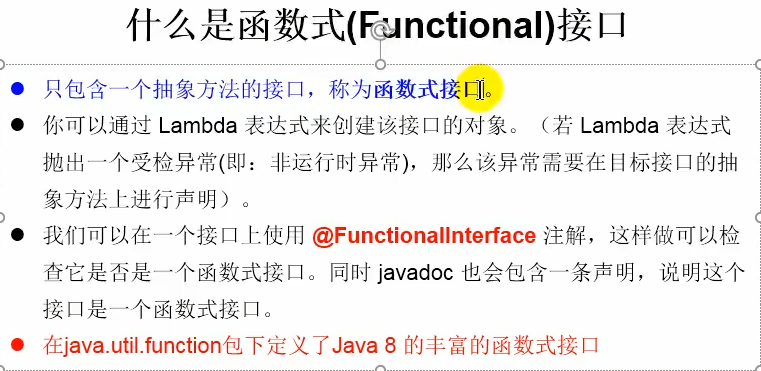 什么是函数式(Functional)接口
只包含一个抽象方法的接口，称为函数式接口。
你可以通过 Lambda 表达式来创建该接口的对象。（若 Lambda 表达式
抛出一个受检异常(即：非运行时异常)，那么该异常需要在目标接口的抽
象方法上进行声明）。
我们可以在一个接口上使用 @FunctionalInterface 注解，这样做可以检
查它是否是一个函数式接口。同时 javadoc 也会包含一条声明，说明这个
接口是一个函数式接口。
在java.util.function包下定义了Java 8 的丰富的函数式接口